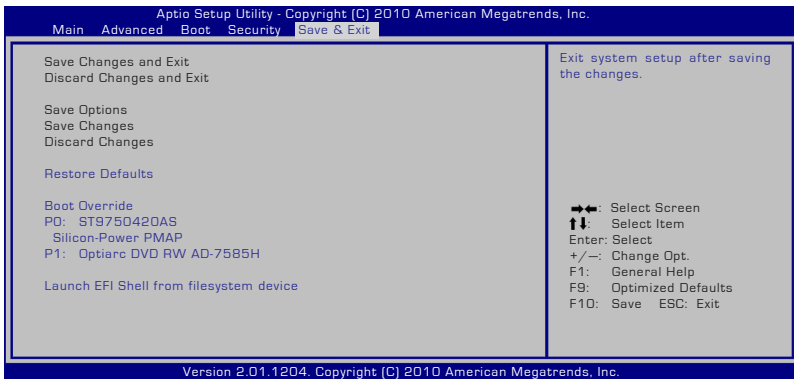 Aptio Setup Utility - Copyright (C) 2010 American Megatrends, Inc.
Main Advanced Boot Security Save & Exit
Save Changes and Exit
Discard Changes and Exit
Save Options
Save Changes
Discard Changes
Restore Defaults
Boot Override
P0: ST9750420AS
Silicon-Power PMAP
P1: Optiarc DVD RW AD-7585H
Launch EFI Shell from filesystem device
Exit system setup after saving
the changes.
→←: Select Screen
↑↓: Select Item
Enter: Select
+/—: Change Opt.
F1: General Help
F9: Optimized Defaults
F10: Save ESC: Exit
Version 2.01.1204. Copyright (C) 2010 American Megatrends, Inc.